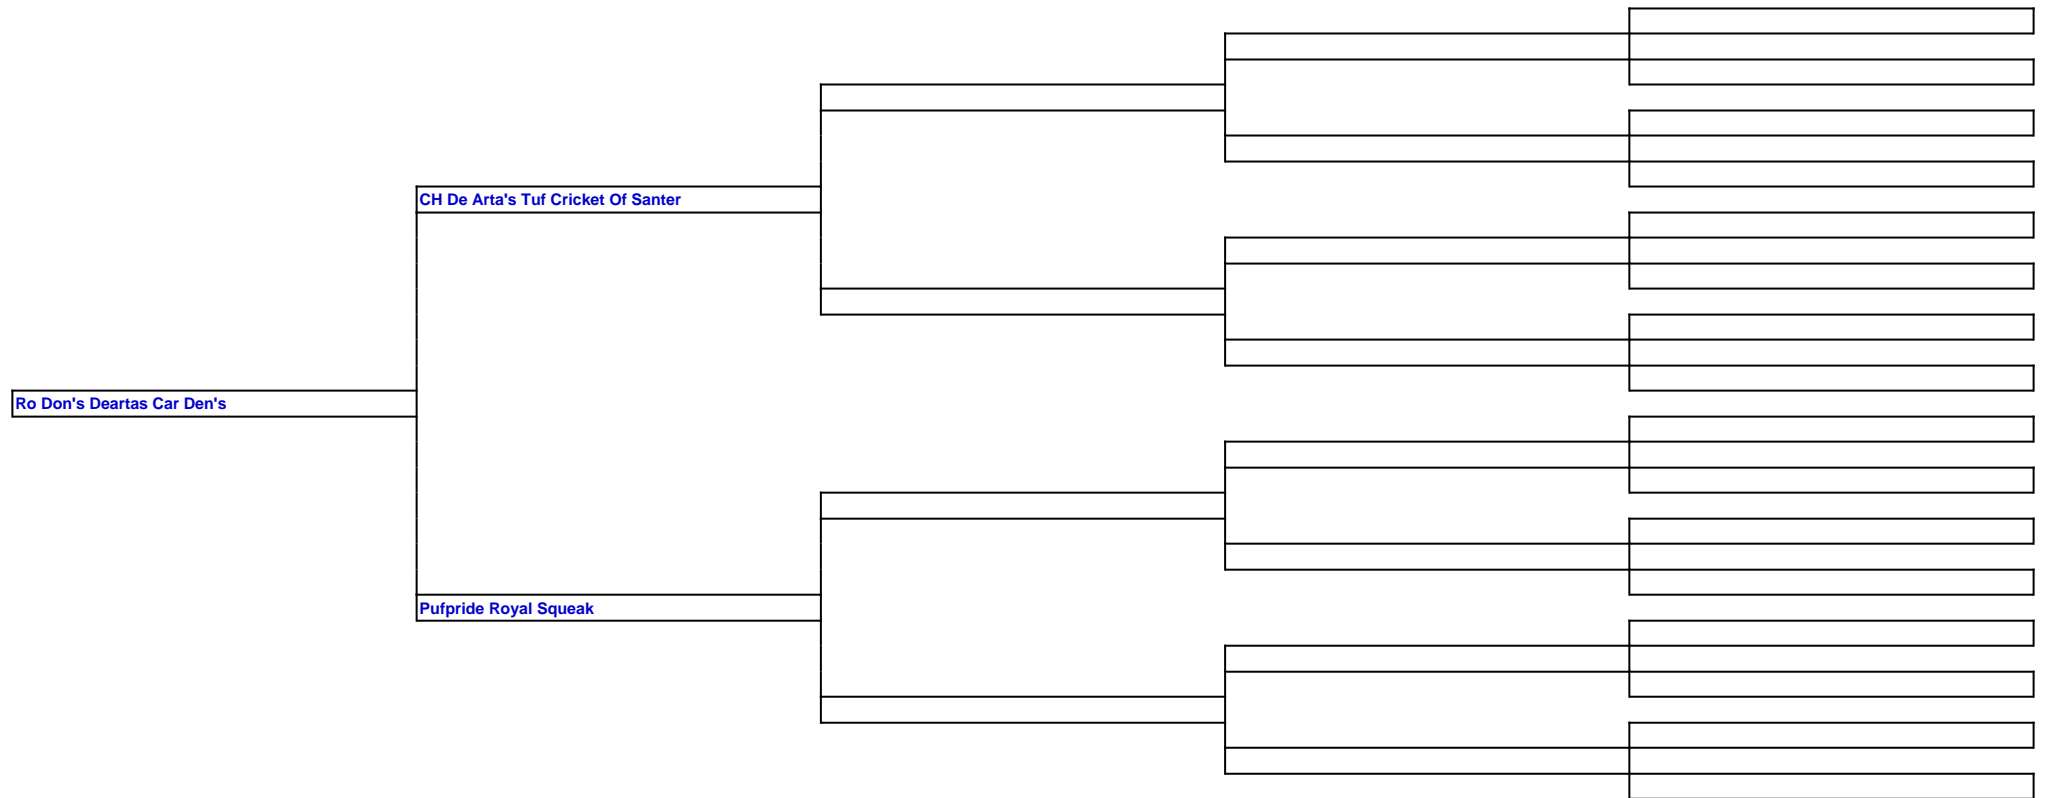 CH De Arta's Tuf Cricket Of Santer
Ro Don's Deartas Car Den's
Pufpride Royal Squeak